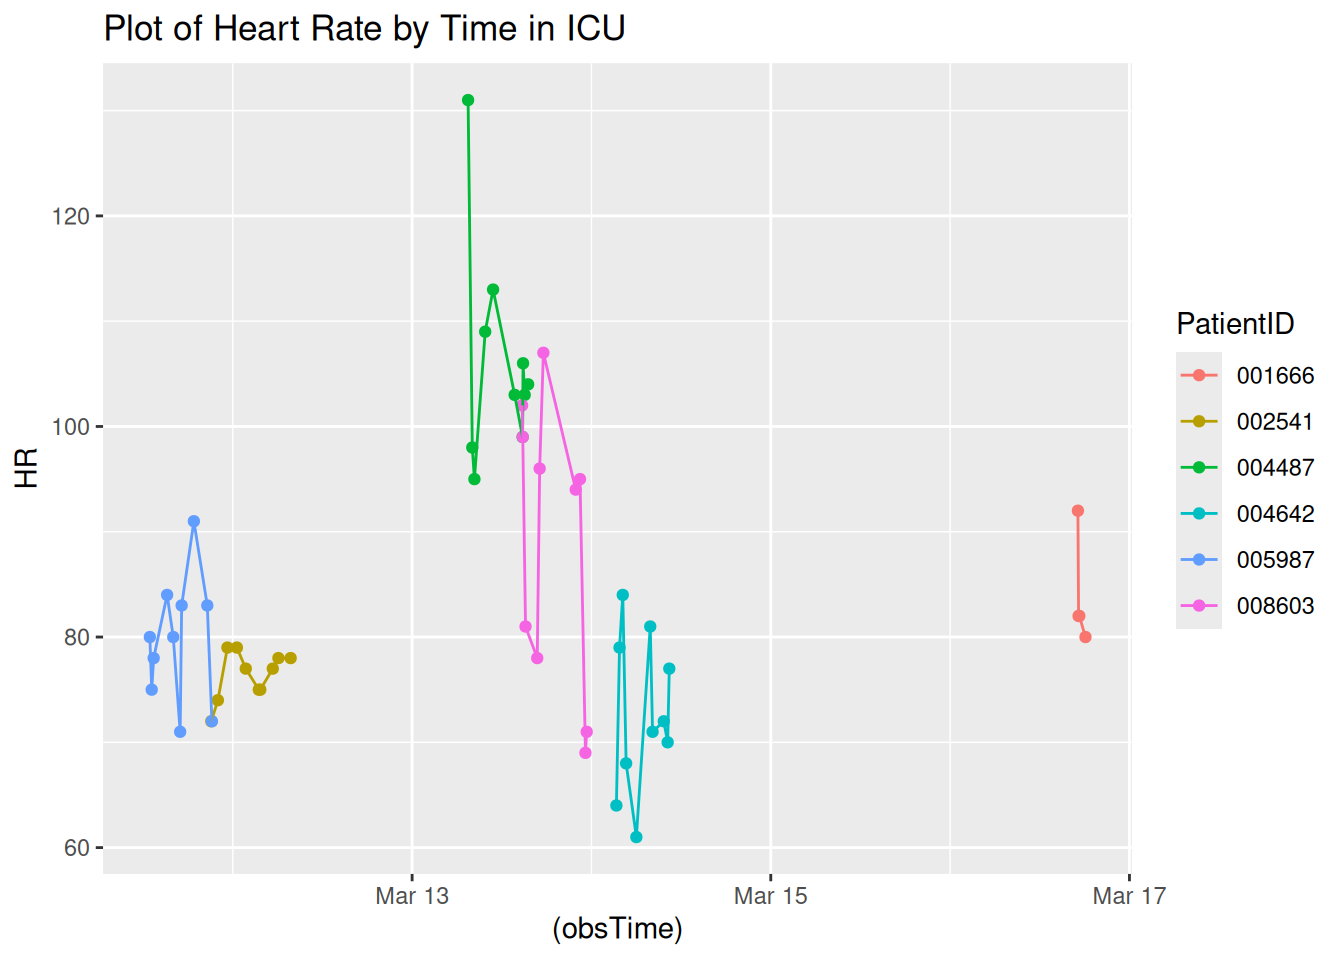 Plot of Heart Rate by Time in ICU
120
100
80
60
HR
Mar 13
Mar 15
Mar 17
(obsTime)
PatientID
001666
002541
004487
004642
005987
008603